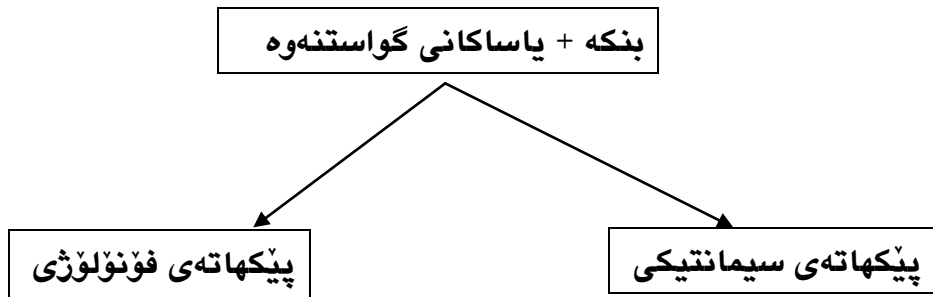 بنکە + یاساکانی گواستنەوە
پێکهاتەی سیمانتیکی
پێکهاتەی فۆنۆلۆژی